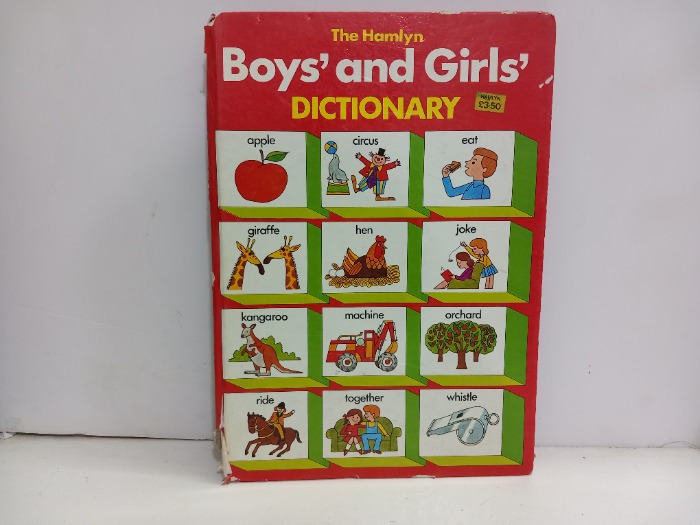 The Hamlyn
Boys' and Girls'
DICTIONARY
HAMLYN
£3·50
apple circus eat
giraffe hen joke
kangaroo machine orchard
ride together whistle